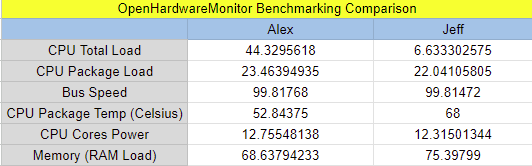 OpenHardwareMonitor Benchmarking Comparison
Alex Jeff
CPU Total Load 44.3295618 6.633302575
CPU Package Load 23.46394935 22.04105805
Bus Speed 99.81768 99.81472
CPU Package Temp (Celsius) 52.84375 68
CPU Cores Power 12.75548138 12.31501344
Memory (RAM Load) 68.63794233 75.39799